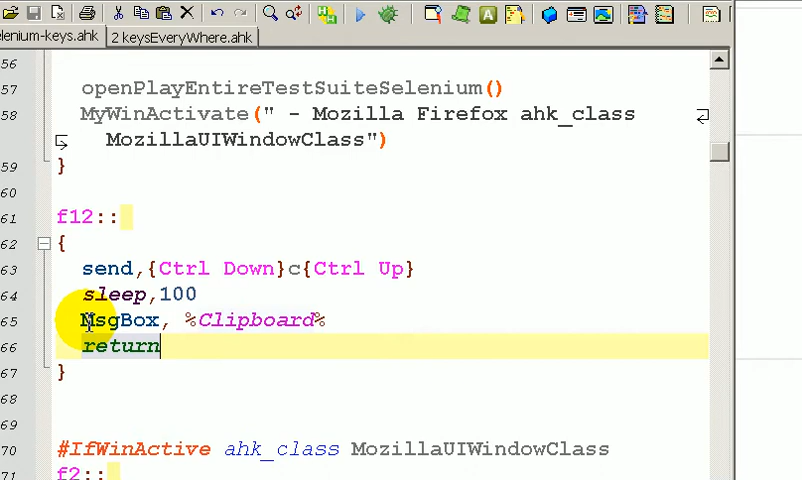 elenium-keys.ahk
2 keysEveryWhere.ahk
56
57 openPlayEntireTestSuiteSelenium()
58 MyWinActivate(" - Mozilla Firefox ahk_class
MozillaUIWindowClass")
59 }
60
61 f12::
62 {
63 send,{Ctrl Down}c{Ctrl Up}
64 sleep,100
65 MsgBox, %Clipboard%
66 return
67 }
68
70 #IfWinActive ahk_class MozillaUIWindowClass
71 f2::